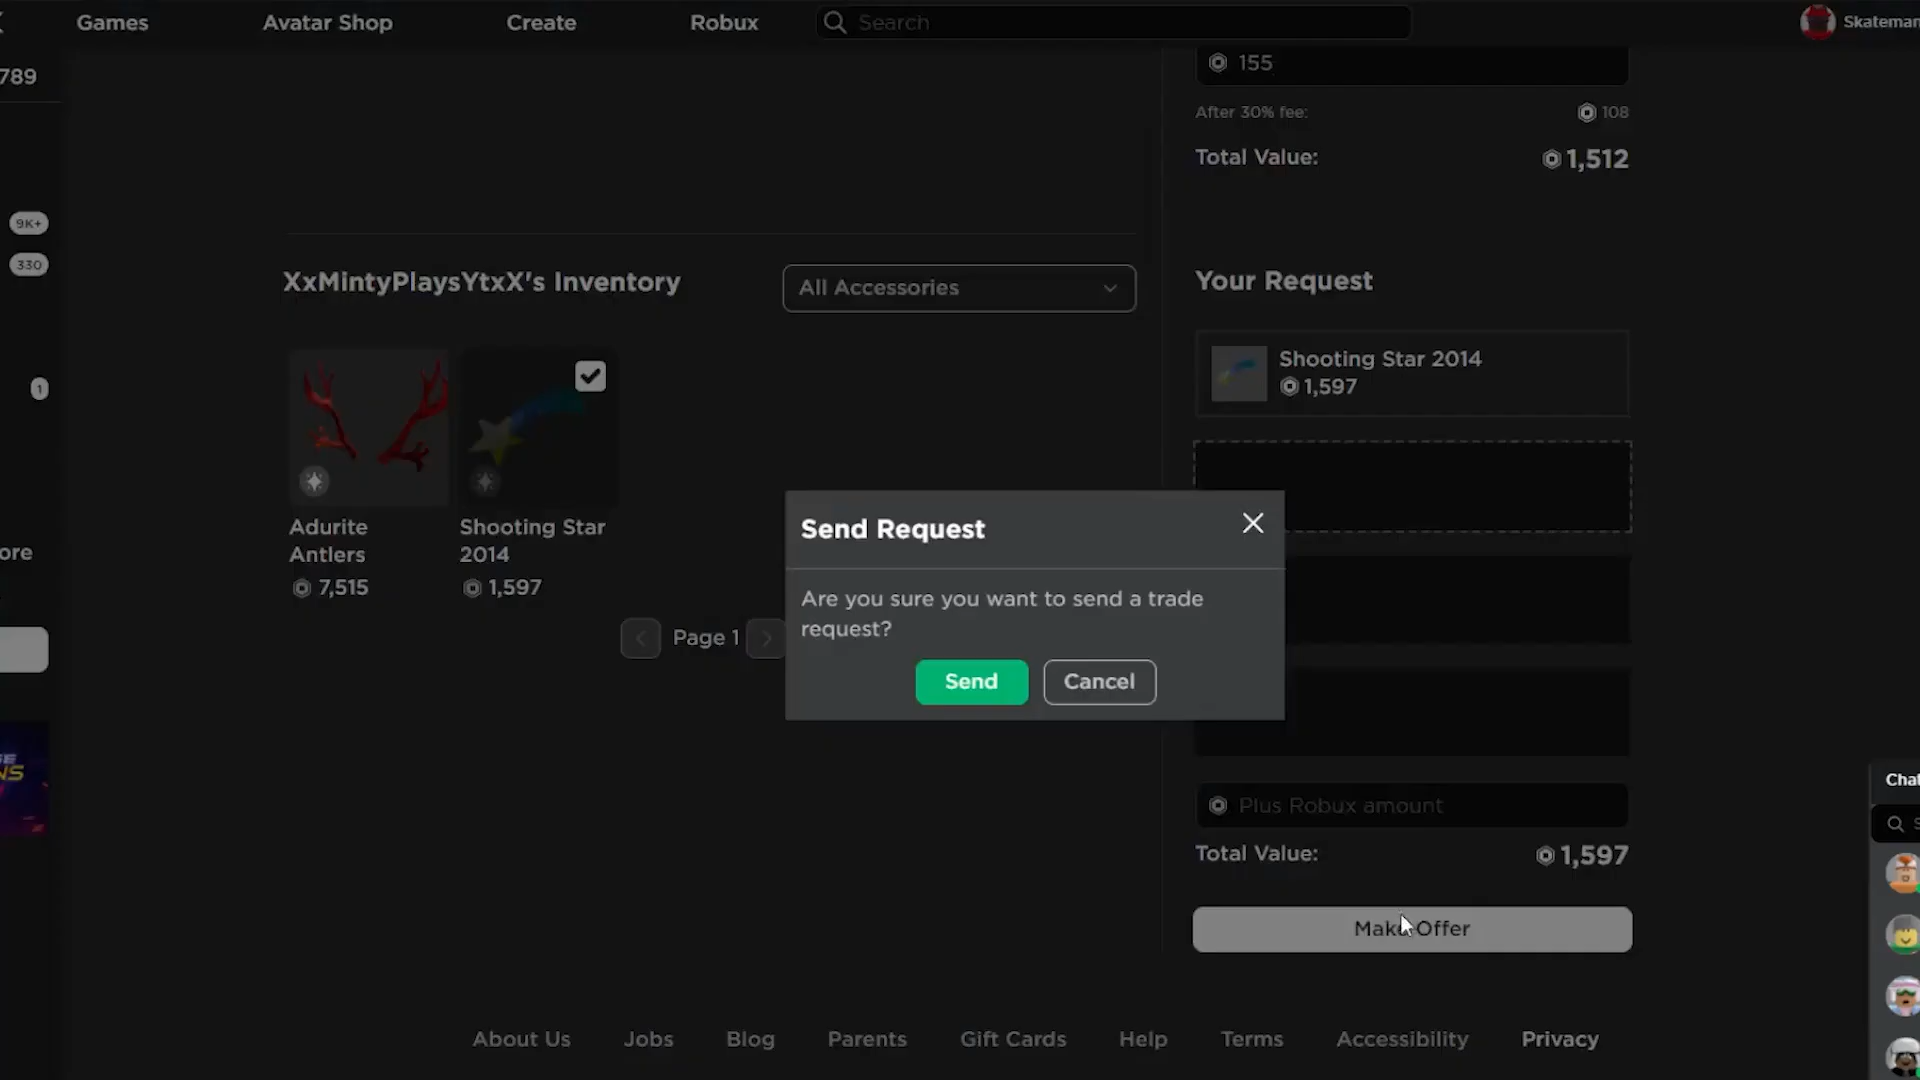 Games
Avatar Shop
Create
Robux
Search
Skateman
789
155
After 30% fee:
108
Total Value:
1,512
9K+
330
1
ore
XxMintyPlaysYtxX's Inventory
All Accessories
Adurite
Antlers
7,515
Shooting Star
2014
1,597
Page 1
Your Request
Shooting Star 2014
1,597
Send Request
Are you sure you want to send a trade
request?
Send
Cancel
Plus Robux amount
Total Value:
1,597
Make Offer
Chat
About Us
Jobs
Blog
Parents
Gift Cards
Help
Terms
Accessibility
Privacy